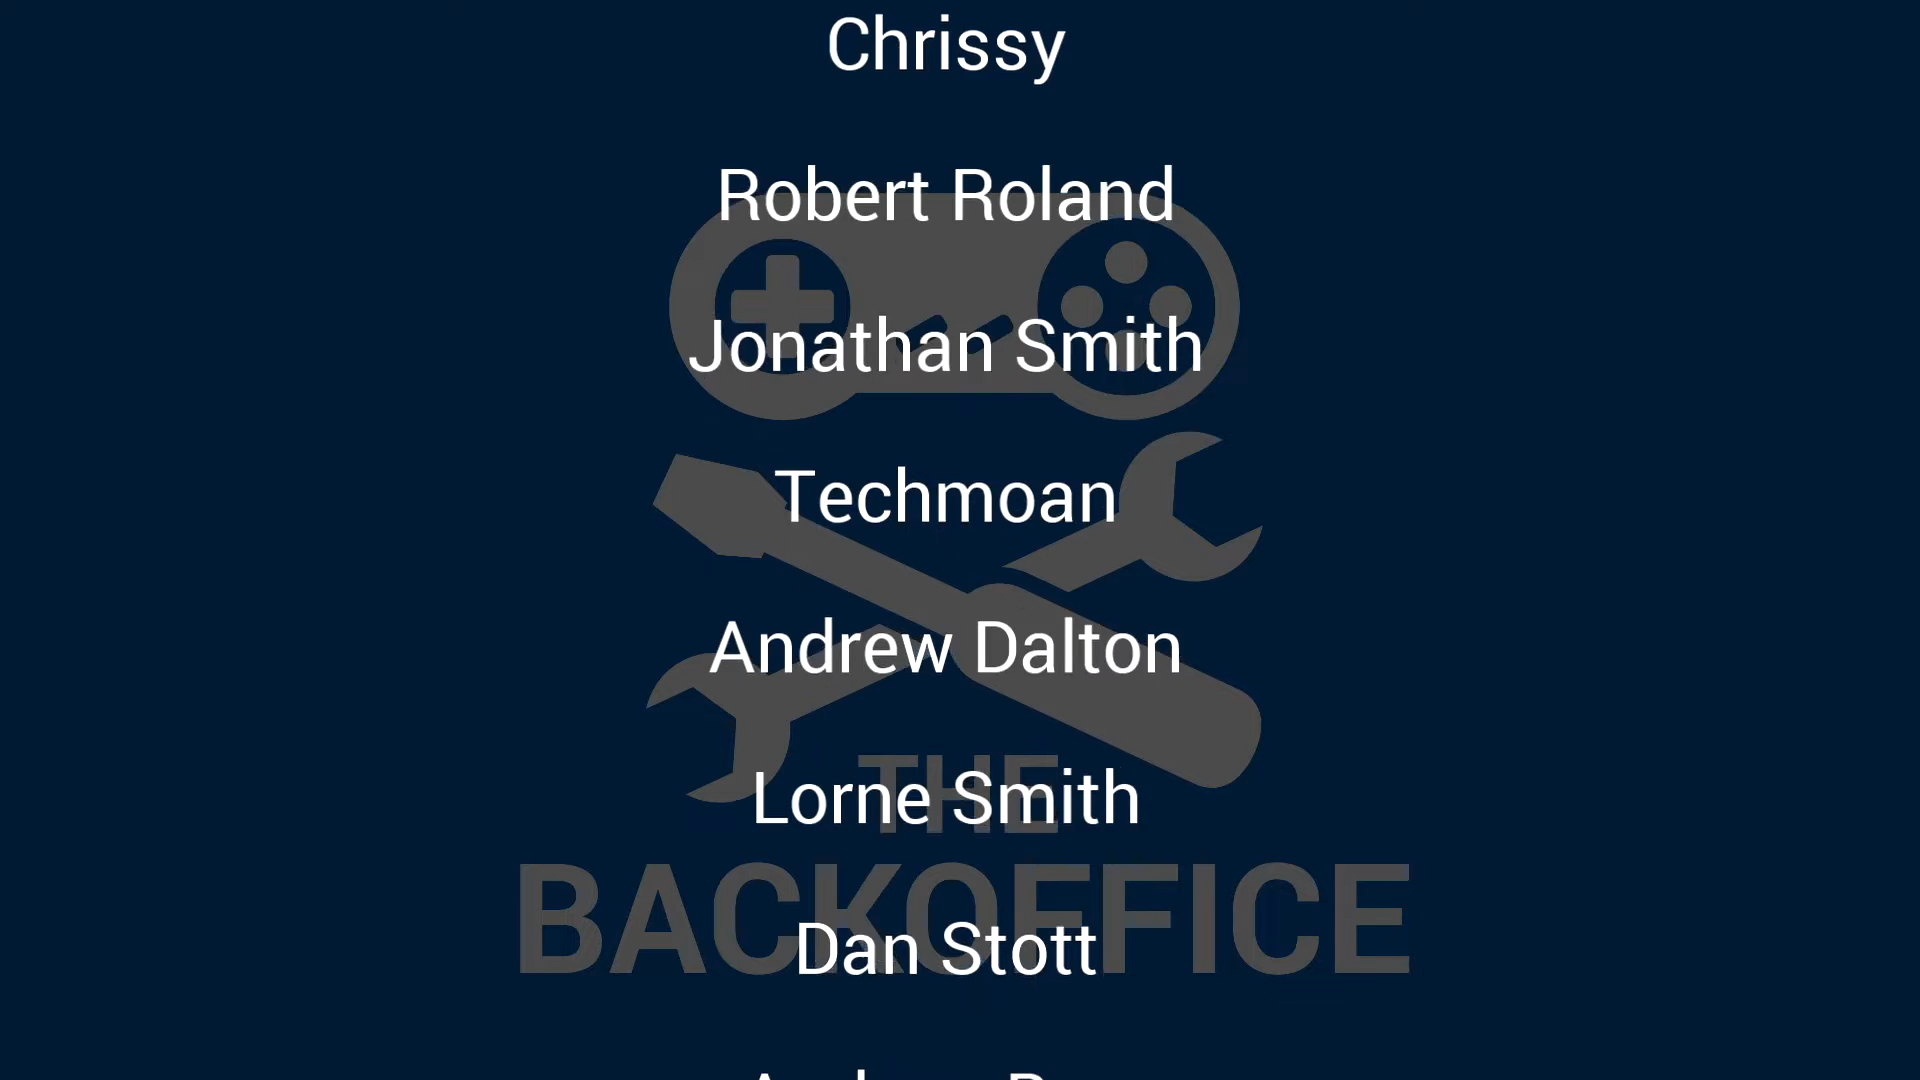 Chrissy
Robert Roland
Jonathan Smith
Techmoan
Andrew Dalton
THE
Lorne Smith
BACKOFFICE
Dan Stott